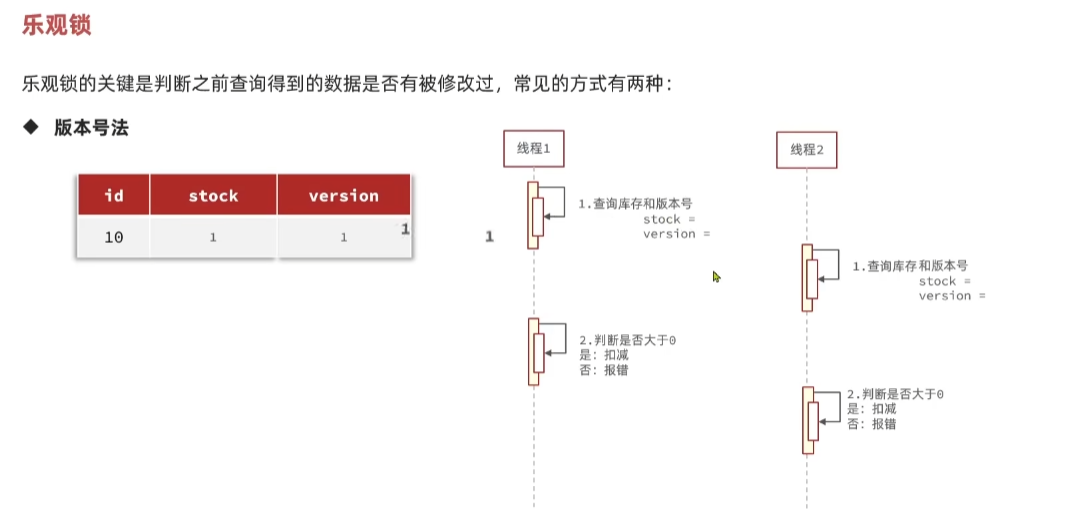 乐观锁
乐观锁的关键是判断之前查询得到的数据是否有被修改过，常见的方式有两种：
◆ 版本号法
id stock version
10 1 1
1
1
线程1
1.查询库存和版本号
stock =
version =
2.判断是否大于0
是：扣减
否：报错
线程2
1.查询库存和版本号
stock =
version =
2.判断是否大于0
是：扣减
否：报错